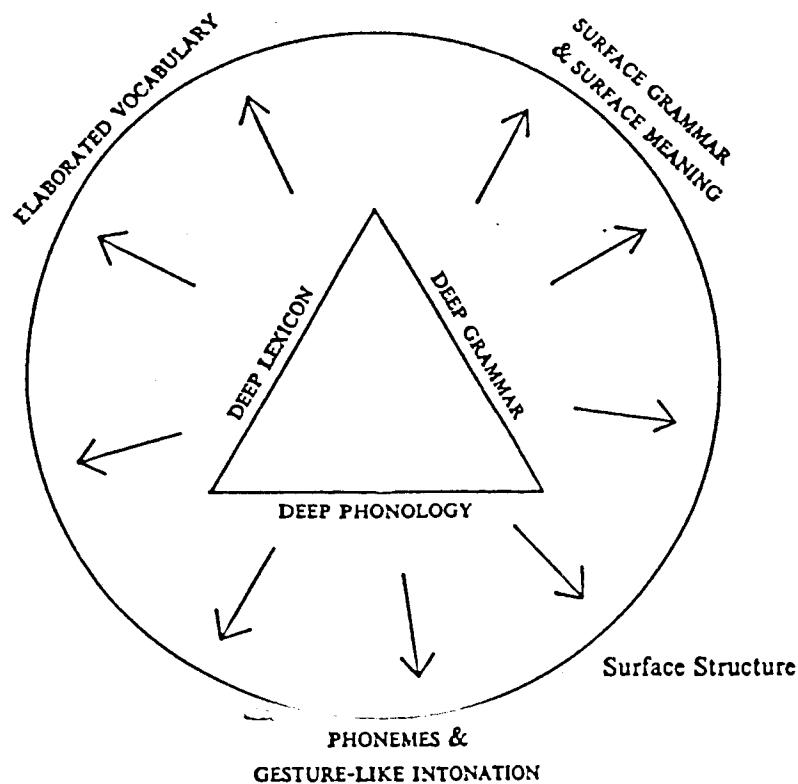 ELABORATED VOCABULARY
SURFACE GRAMMAR
& SURFACE MEANING
DEEP LEXICON
DEEP GRAMMAR
DEEP PHONOLOGY
Surface Structure
PHONEMES &
GESTURE-LIKE INTONATION